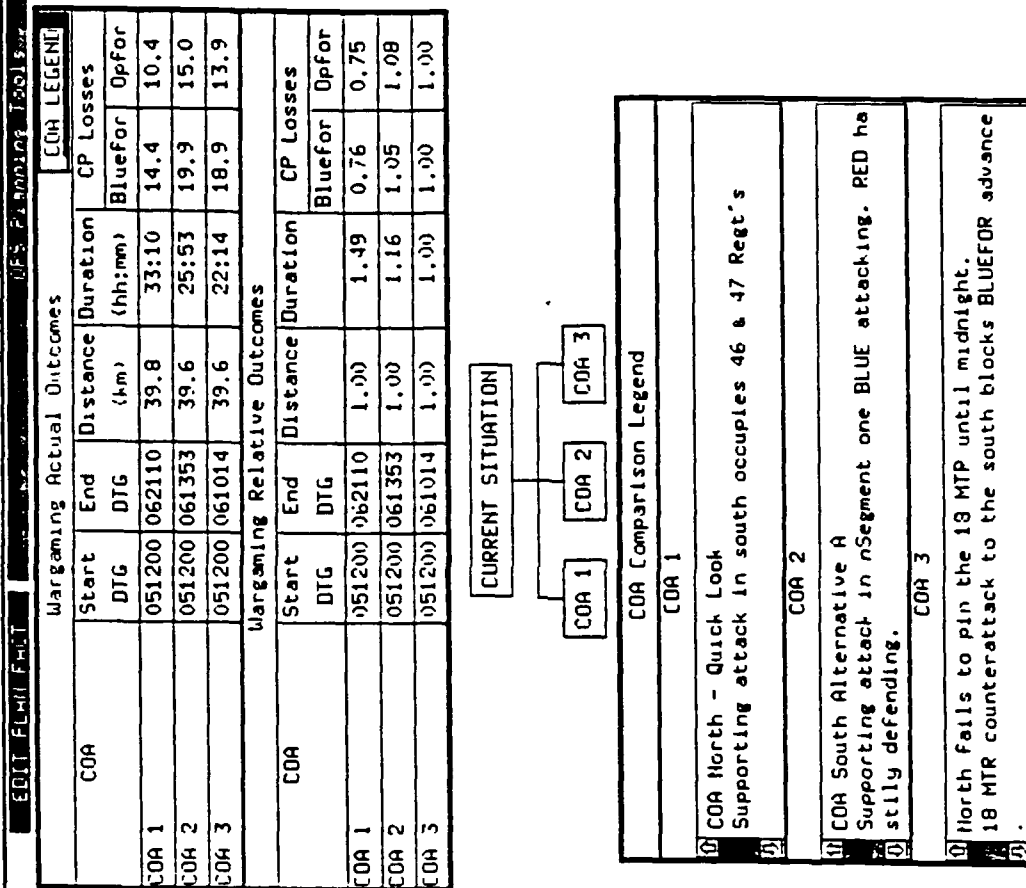 EDIT PLAN EXIT
DFS Planning Tools
Wargaming Actual Outcomes
COA LEGEND
COA Start End Distance Duration CP Losses
DTG DTG (km) (hh:mm) Bluefor Opfor
COA 1 051200 062110 39.8 33:10 14.4 10.4
COA 2 051200 061353 39.6 25:53 19.9 15.0
COA 3 051200 061014 39.6 22:14 18.9 13.9
Wargaming Relative Outcomes
COA Start End Distance Duration CP Losses
DTG DTG Bluefor Opfor
COA 1 051200 062110 1.00 1.49 0.76 0.75
COA 2 051200 061353 1.00 1.16 1.05 1.08
COA 3 051200 061014 1.00 1.00 1.00 1.00
CURRENT SITUATION
COA 1 COA 2 COA 3
COA Comparison Legend
COA 1
COA North - Quick Look
Supporting attack in south occupies 46 & 47 Regt's
COA 2
COA South Alternative A
Supporting attack in nSegment one BLUE attacking. RED ha
stily defending.
COA 3
North fails to pin the 18 MTP until midnight.
18 MTR counterattack to the south blocks BLUEFOR advance
.